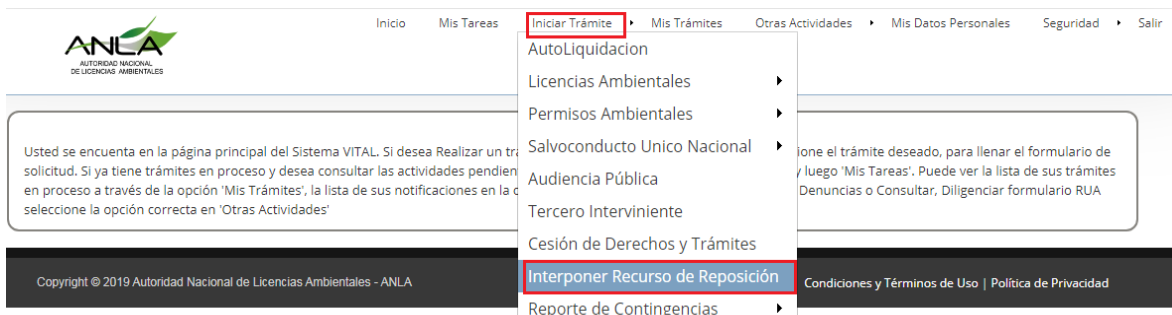 Inicio Mis Tareas Iniciar Trámite Mis Trámites Otras Actividades Mis Datos Personales Seguridad Salir
ANLA
AUTORIDAD NACIONAL
DE LICENCIAS AMBIENTALES
AutoLiquidacion
Licencias Ambientales
Permisos Ambientales
Salvoconducto Unico Nacional
Audiencia Pública
Tercero Interviniente
Cesión de Derechos y Trámites
Interponer Recurso de Reposición
Reporte de Contingencias
Usted se encuenta en la página principal del Sistema VITAL. Si desea Realizar un ione el trámite deseado, para llenar el formulario de
solicitud. Si ya tiene trámites en proceso y desea consultar las actividades y luego 'Mis Tareas'. Puede ver la lista de sus trámites
en proceso a través de la opción 'Mis Trámites', la lista de sus notificaciones en la Denuncias o Consultar, Diligenciar formulario RUA
seleccione la opción correcta en 'Otras Actividades'
Copyright © 2019 Autoridad Nacional de Licencias Ambientales - ANLA Condiciones y Términos de Uso | Política de Privacidad